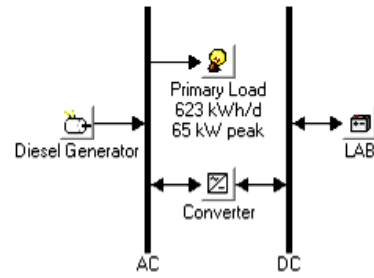 Primary Load
623 kWh/d
65 kW peak
Diesel Generator
LAB
Converter
AC
DC